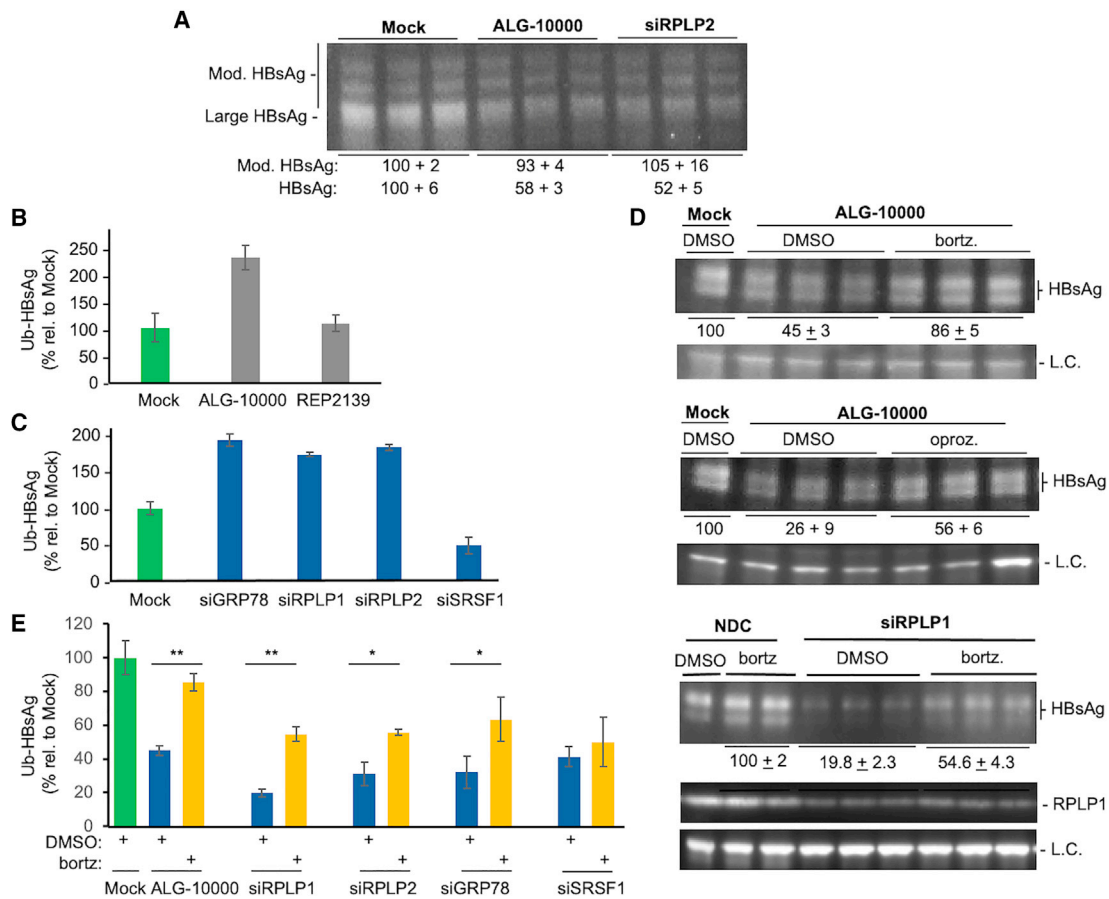 A
Mock ALG-10000 siRPLP2
Mod. HBsAg -
Large HBsAg -
Mod. HBsAg: 100 + 2 93 + 4 105 + 16
HBsAg: 100 + 6 58 + 3 52 + 5
B
Ub-HBsAg
(% rel. to Mock)
250
200
150
100
50
0
Mock ALG-10000 REP2139
C
Ub-HBsAg
(% rel. to Mock)
200
150
100
50
0
Mock siGRP78 siRPLP1 siRPLP2 siSRSF1
E
Ub-HBsAg
(% rel. to Mock)
120
100
80
60
40
20
0
** ** * *
DMSO: + + + + + +
bortz: + + + + +
Mock ALG-10000 siRPLP1 siRPLP2 siGRP78 siSRSF1
D
Mock ALG-10000
DMSO DMSO bortz.
HBsAg
100 45 ± 3 86 ± 5
- L.C.
Mock ALG-10000
DMSO DMSO oproz.
HBsAg
100 26 + 9 56 + 6
- L.C.
NDC siRPLP1
DMSO bortz DMSO bortz.
HBsAg
100 ± 2 19.8 ± 2.3 54.6 ± 4.3
- RPLP1
- L.C.